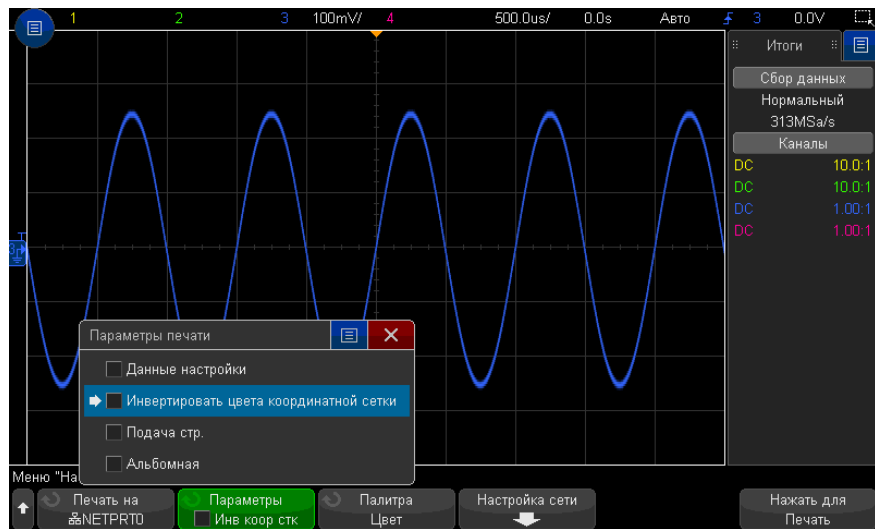 1 2 3 100mV/ 4 500.0us/ 0.0s Авто 3 0.0V
Итоги
Сбор данных
Нормальный
313MSa/s
Каналы
DC 10.0:1
DC 10.0:1
DC 1.00:1
DC 1.00:1
Параметры печати
Данные настройки
Инвертировать цвета координатной сетки
Подача стр.
Альбомная
Меню "На
Печать на
NETPRT0
Параметры
Инв коор стк
Палитра
Цвет
Настройка сети
Нажать для
Печать